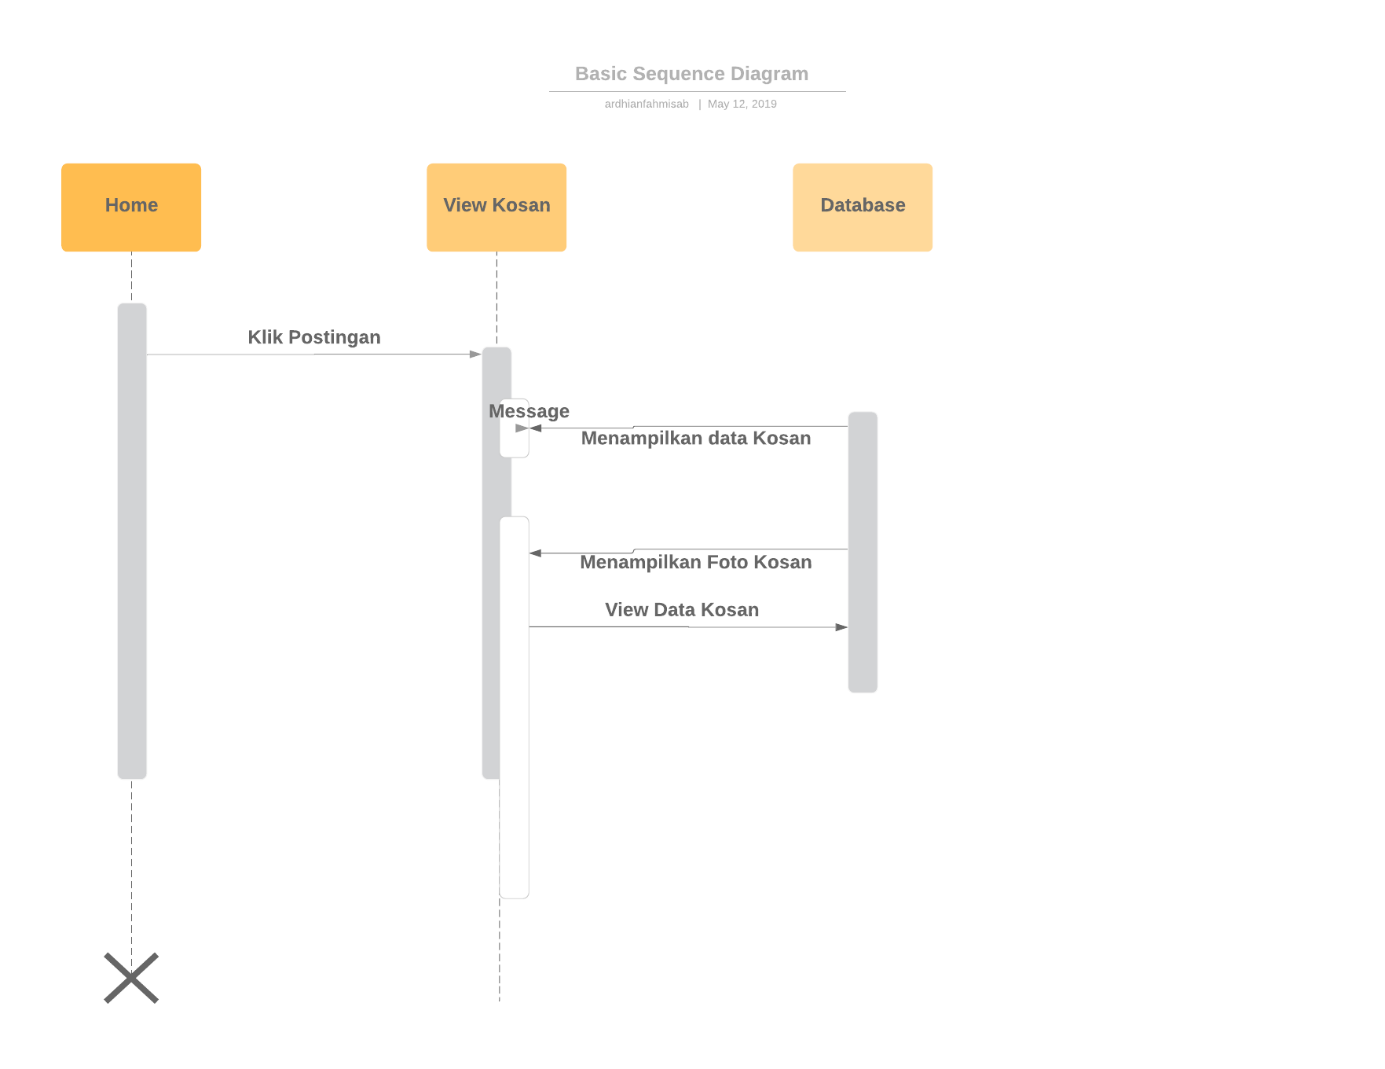 Basic Sequence Diagram
ardhianfahmisab | May 12, 2019
Home
View Kosan
Database
Klik Postingan
Message
Menampilkan data Kosan
Menampilkan Foto Kosan
View Data Kosan